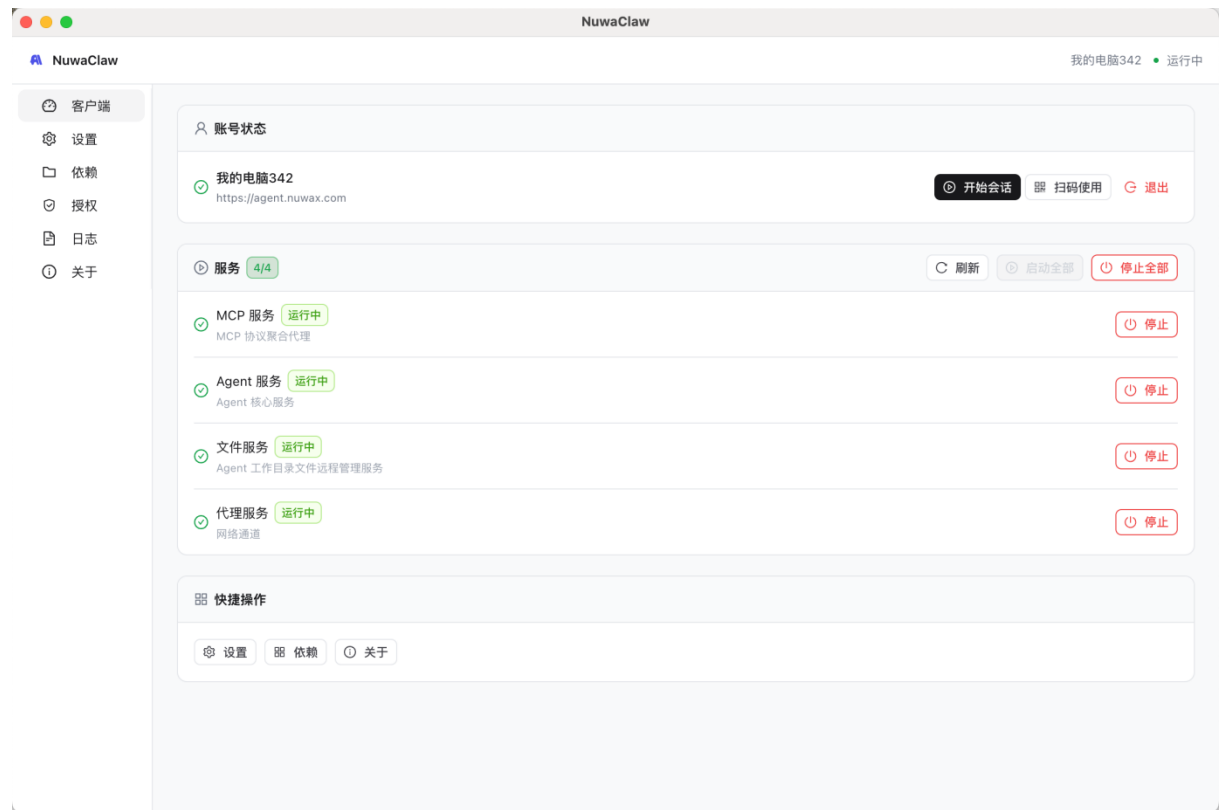 NuwaClaw
NuwaClaw
我的电脑342 运行中
客户端
设置
依赖
授权
日志
关于
账号状态
我的电脑342
https://agent.nuwax.com
开始会话 扫码使用 退出
服务 4/4
刷新 启动全部 停止全部
MCP 服务 运行中
MCP 协议聚合代理
停止
Agent 服务 运行中
Agent 核心服务
停止
文件服务 运行中
Agent 工作目录文件远程管理服务
停止
代理服务 运行中
网络通道
停止
快捷操作
设置 依赖 关于